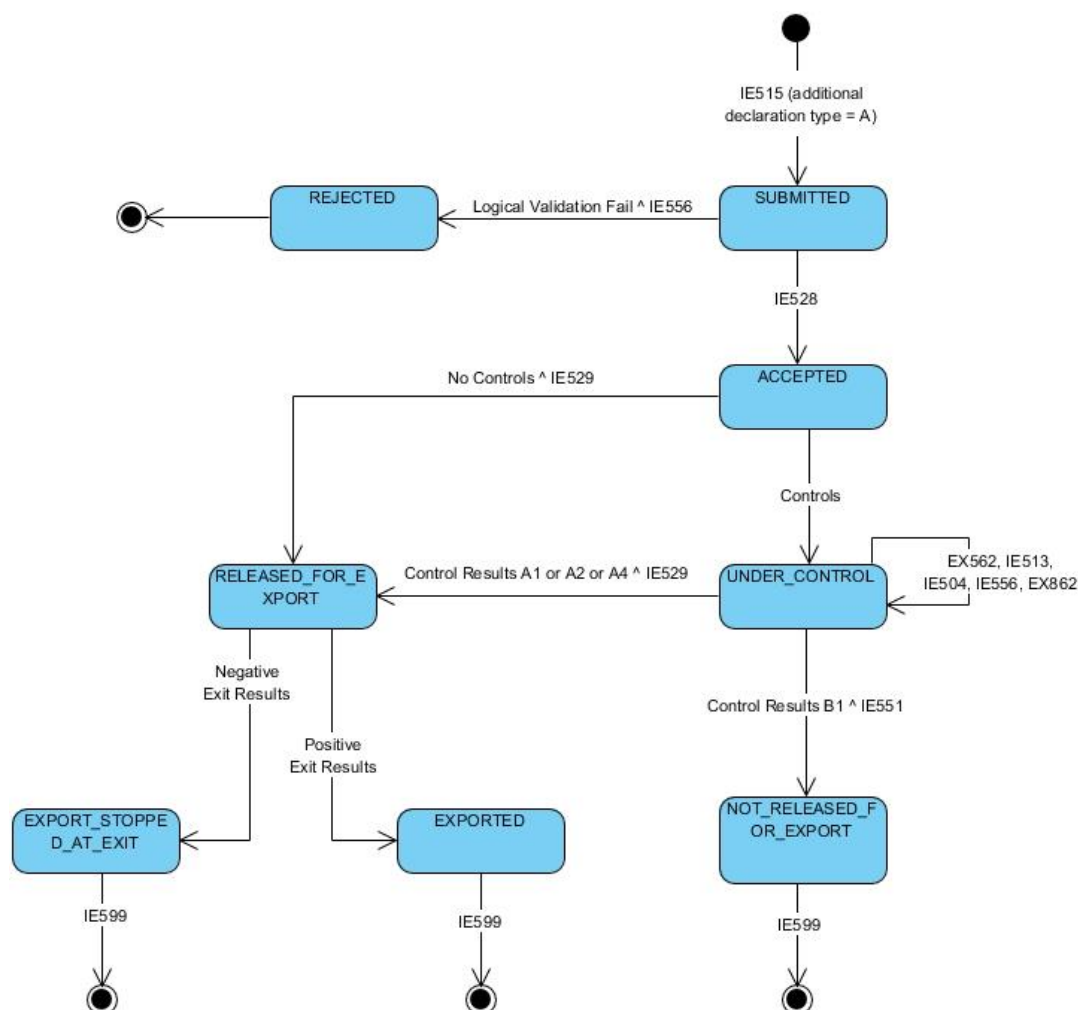 IE515 (additional
declaration type = A)
REJECTED
Logical Validation Fail ^ IE556
SUBMITTED
IE528
No Controls ^ IE529
ACCEPTED
Controls
RELEASED_FOR_E
XPORT
Control Results A1 or A2 or A4 ^ IE529
UNDER_CONTROL
EX562, IE513,
IE504, IE556, EX862
Negative
Exit Results
Control Results B1 ^ IE551
Positive
Exit Results
EXPORT_STOPPE
D_AT_EXIT
EXPORTED
NOT_RELEASED_F
OR_EXPORT
IE599
IE599
IE599